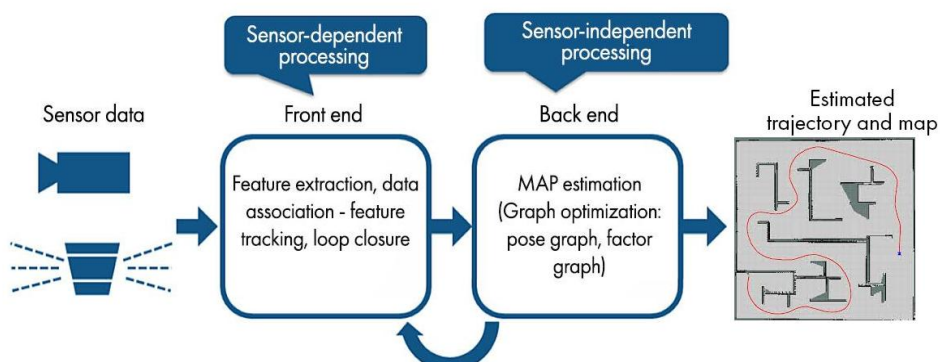 Sensor-dependent
processing
Sensor-independent
processing
Sensor data
Front end
Back end
Estimated
trajectory and map
Feature extraction, data
association - feature
tracking, loop closure
MAP estimation
(Graph optimization:
pose graph, factor
graph)